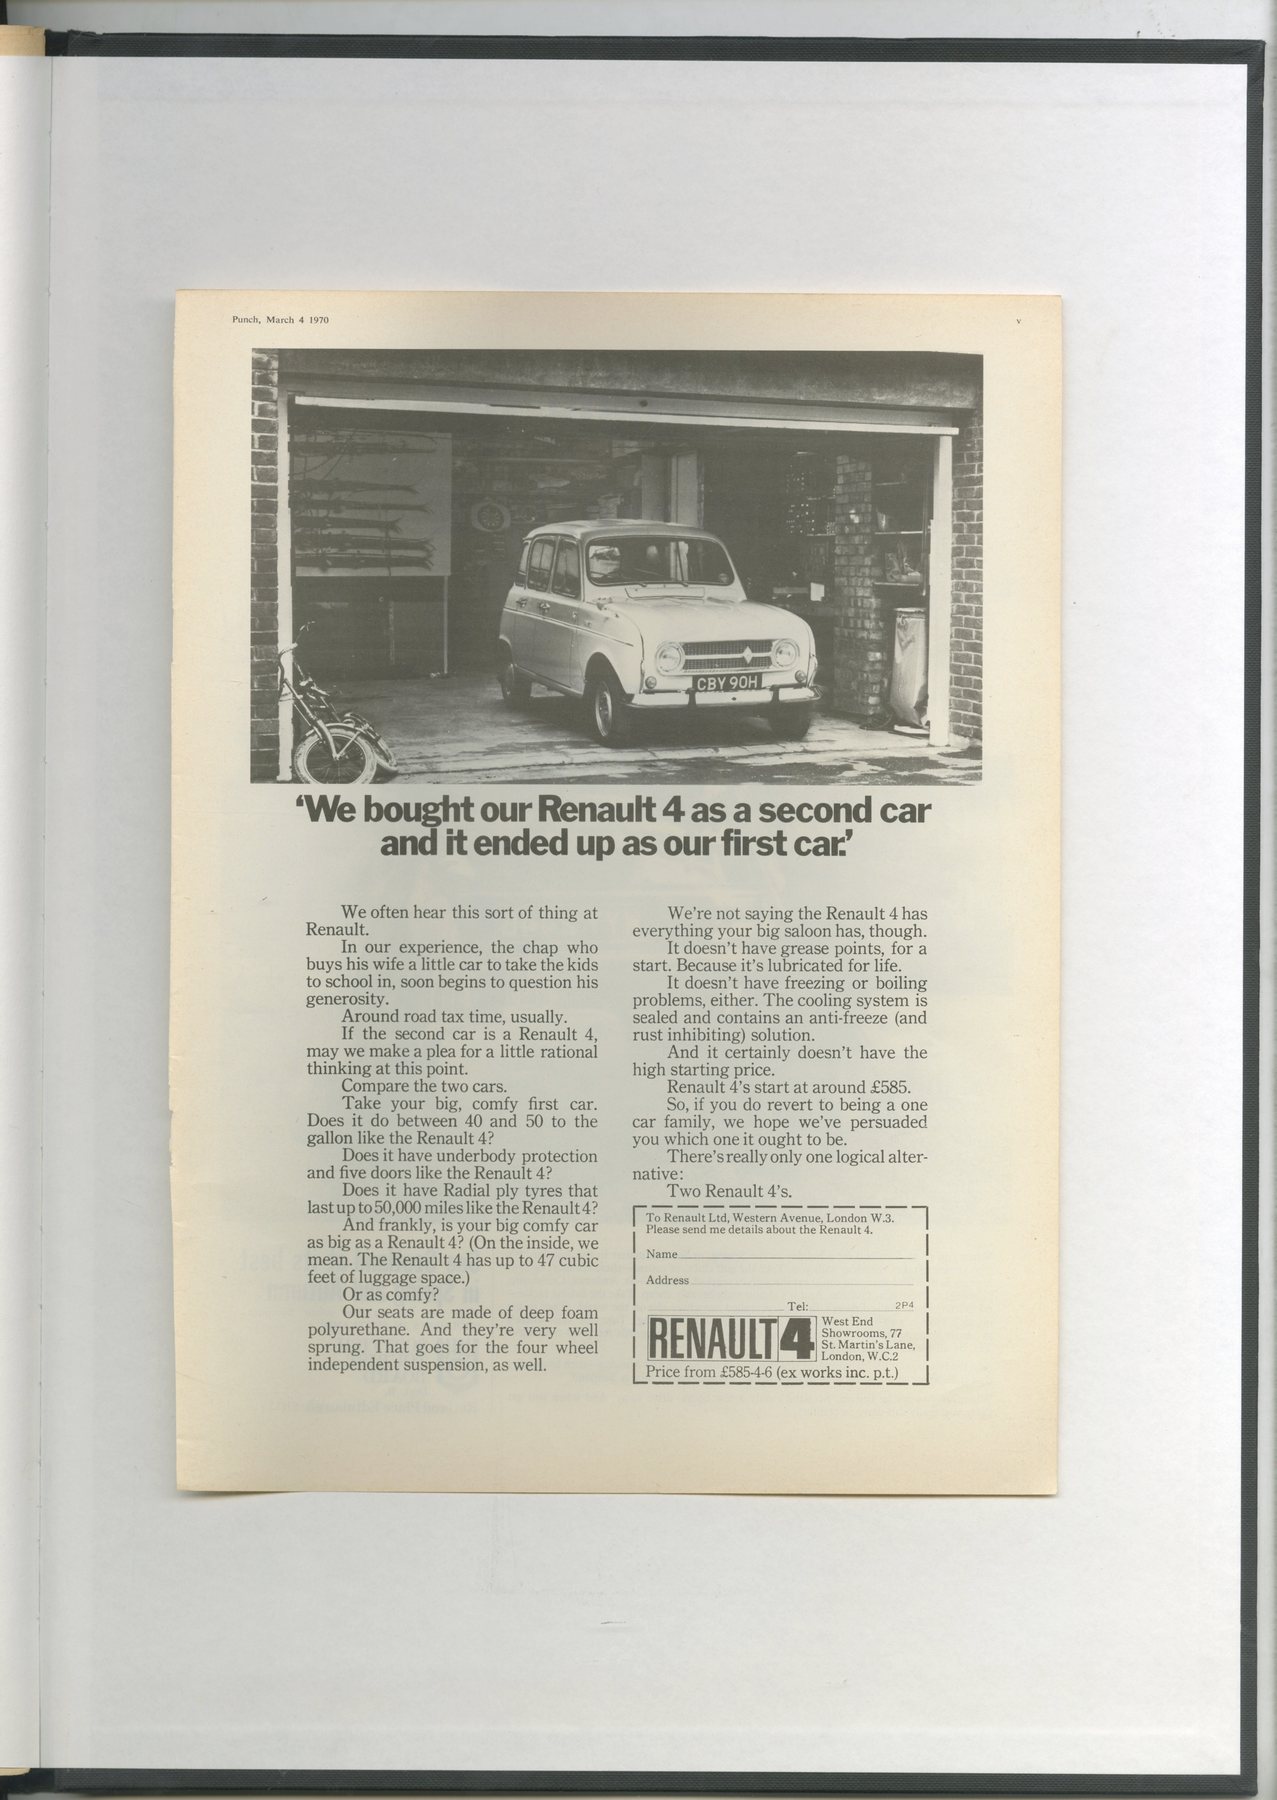 Punch, March 4 1970
v
CBY 90H
‘We bought our Renault 4 as a second car
and it ended up as our first car.’
We often hear this sort of thing at
Renault.
In our experience, the chap who
buys his wife a little car to take the kids
to school in, soon begins to question his
generosity.
Around road tax time, usually.
If the second car is a Renault 4,
may we make a plea for a little rational
thinking at this point.
Compare the two cars.
Take your big, comfy first car.
Does it do between 40 and 50 to the
gallon like the Renault 4?
Does it have underbody protection
and five doors like the Renault 4?
Does it have Radial ply tyres that
last up to 50,000 miles like the Renault 4?
And frankly, is your big comfy car
as big as a Renault 4? (On the inside, we
mean. The Renault 4 has up to 47 cubic
feet of luggage space.)
Or as comfy?
Our seats are made of deep foam
polyurethane. And they're very well
sprung. That goes for the four wheel
independent suspension, as well.
We're not saying the Renault 4 has
everything your big saloon has, though.
It doesn't have grease points, for a
start. Because it's lubricated for life.
It doesn't have freezing or boiling
problems, either. The cooling system is
sealed and contains an anti-freeze (and
rust inhibiting) solution.
And it certainly doesn't have the
high starting price.
Renault 4's start at around £585.
So, if you do revert to being a one
car family, we hope we've persuaded
you which one it ought to be.
There's really only one logical alter-
native:
Two Renault 4's.
To Renault Ltd, Western Avenue, London W.3.
Please send me details about the Renault 4.
Name
Address
Tel: 2P4
RENAULT 4
West End
Showrooms, 77
St. Martin's Lane,
London, W.C.2
Price from £585-4-6 (ex works inc. p.t.)